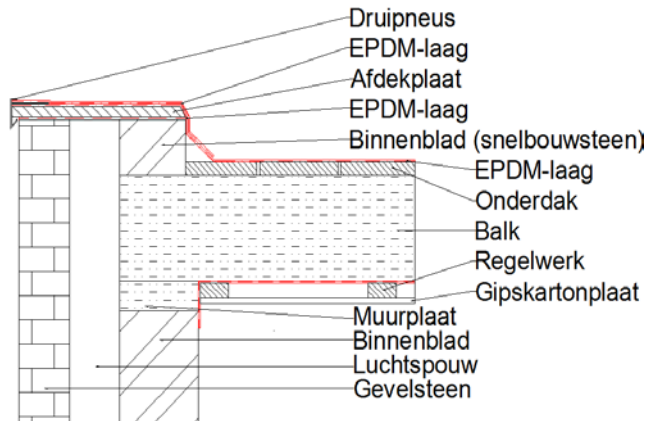 Druipneus
EPDM-laag
Afdekplaat
EPDM-laag
Binnenblad (snelbouwsteen)
EPDM-laag
Onderdak
Balk
Regelwerk
Gipskartonplaat
Muurplaat
Binnenblad
Luchtspouw
Gevelsteen